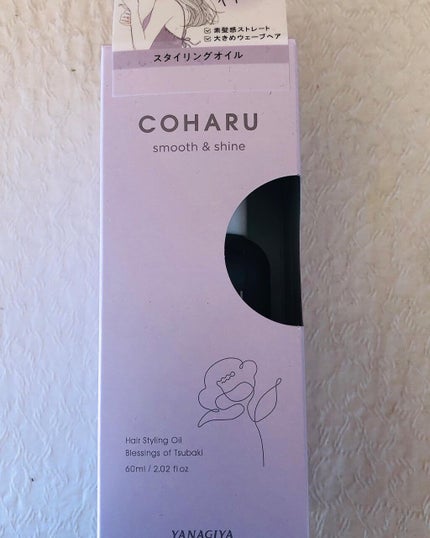 素髪感ストレート
大きめウェーブヘア
スタイリングオイル
COHARU
smooth & shine
Hair Styling Oil
Blessings of Tsubaki
60ml / 2.02 fl oz
YANAGIYA